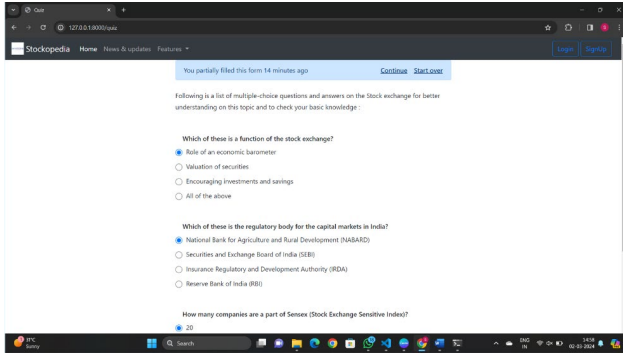 Quiz
127.0.0.1:8000/quiz
Stockopedia Home News & updates Features Login SignUp
You partially filled this form 14 minutes ago Continue Start over
Following is a list of multiple-choice questions and answers on the Stock exchange for better
understanding on this topic and to check your basic knowledge :
Which of these is a function of the stock exchange?
Role of an economic barometer
Valuation of securities
Encouraging investments and savings
All of the above
Which of these is the regulatory body for the capital markets in India?
National Bank for Agriculture and Rural Development (NABARD)
Securities and Exchange Board of India (SEBI)
Insurance Regulatory and Development Authority (IRDA)
Reserve Bank of India (RBI)
How many companies are a part of Sensex (Stock Exchange Sensitive Index)?
20
Sunny
Search
ENG
IN
14:58
02-03-2024